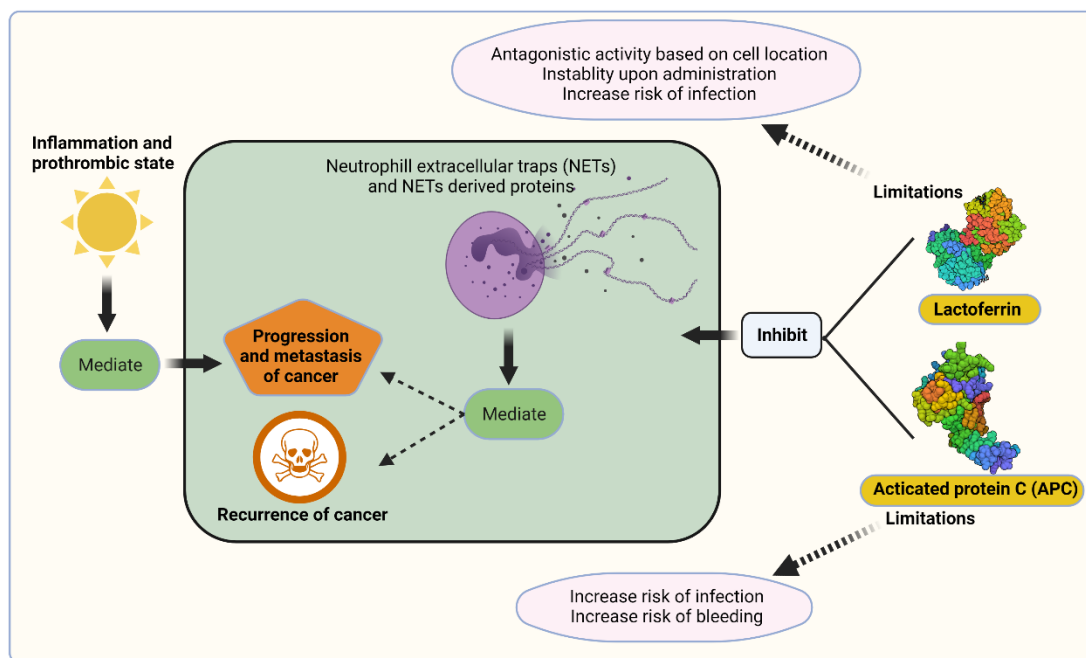 Antagonistic activity based on cell location
Instablity upon administration
Increase risk of infection
Inflammation and
prothrombic state
Neutrophill extracellular traps (NETs)
and NETs derived proteins
Limitations
Lactoferrin
Inhibit
Mediate
Progression
and metastasis
of cancer
Mediate
Recurrence of cancer
Acticated protein C (APC)
Limitations
Increase risk of infection
Increase risk of bleeding